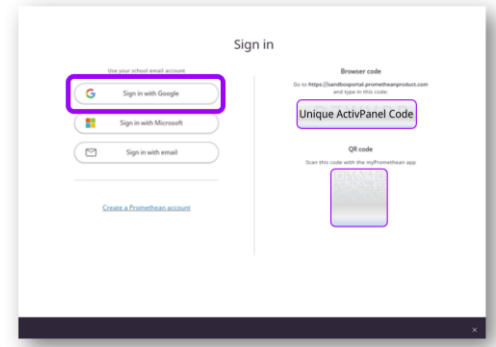 Sign in
Use your school email account
Sign in with Google
Sign in with Microsoft
Sign in with email
Create a Promethean account
Browser code
Go to https://sandboxportal.prometheanproduct.com
and type in this code:
Unique ActivPanel Code
QR code
Scan this code with the myPromethean app